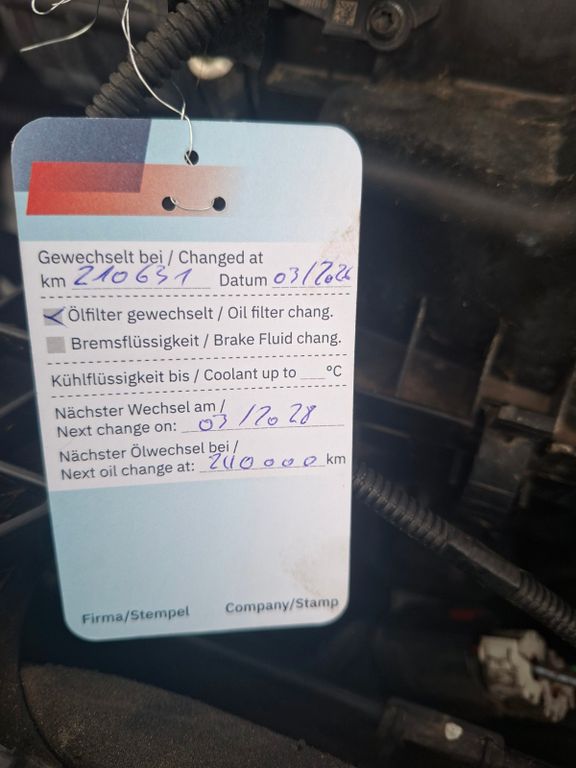 Gewechselt bei / Changed at
km 210631 Datum 03/2026
Ölfilter gewechselt / Oil filter chang.
Bremsflüssigkeit / Brake Fluid chang.
Kühlflüssigkeit bis / Coolant up to ___°C
Nächster Wechsel am /
Next change on: 03/2028
Nächster Ölwechsel bei /
Next oil change at: 240000 km
Firma/Stempel Company/Stamp